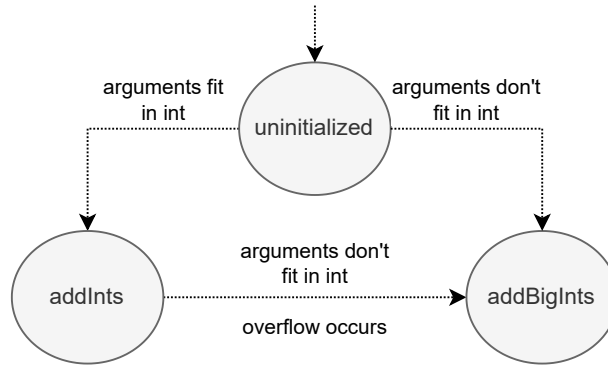 arguments fit
in int
uninitialized
arguments don't
fit in int
addInts
arguments don't
fit in int
overflow occurs
addBigInts